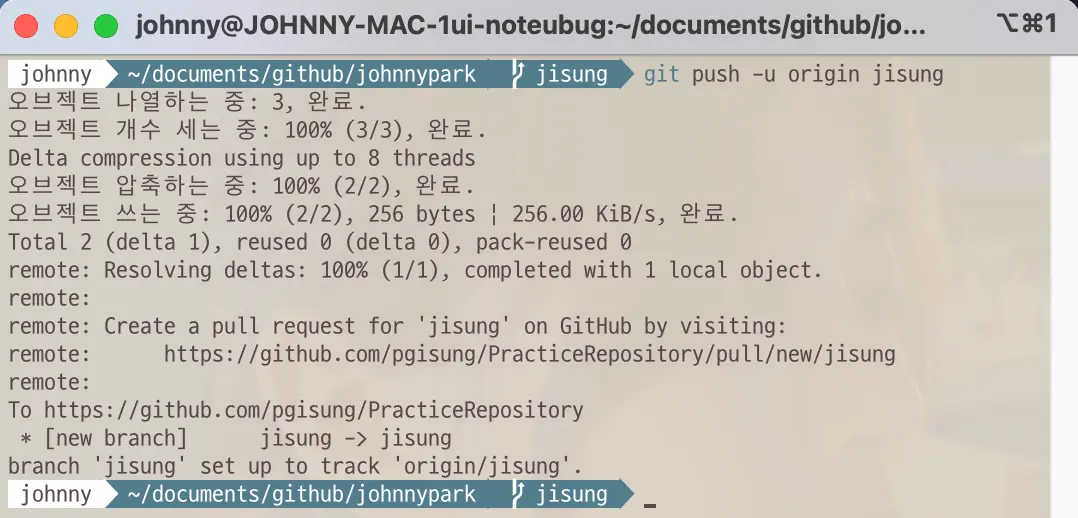 johnny@JOHNNY-MAC-1ui-noteubug:~/documents/github/jo... ⌥⌘1
johnny ~/documents/github/johnnypark jisung git push -u origin jisung
오브젝트 나열하는 중: 3, 완료.
오브젝트 개수 세는 중: 100% (3/3), 완료.
Delta compression using up to 8 threads
오브젝트 압축하는 중: 100% (2/2), 완료.
오브젝트 쓰는 중: 100% (2/2), 256 bytes ¦ 256.00 KiB/s, 완료.
Total 2 (delta 1), reused 0 (delta 0), pack-reused 0
remote: Resolving deltas: 100% (1/1), completed with 1 local object.
remote:
remote: Create a pull request for 'jisung' on GitHub by visiting:
remote:      https://github.com/pgisung/PracticeRepository/pull/new/jisung
remote:
To https://github.com/pgisung/PracticeRepository
 * [new branch]      jisung -> jisung
branch 'jisung' set up to track 'origin/jisung'.
johnny ~/documents/github/johnnypark jisung _